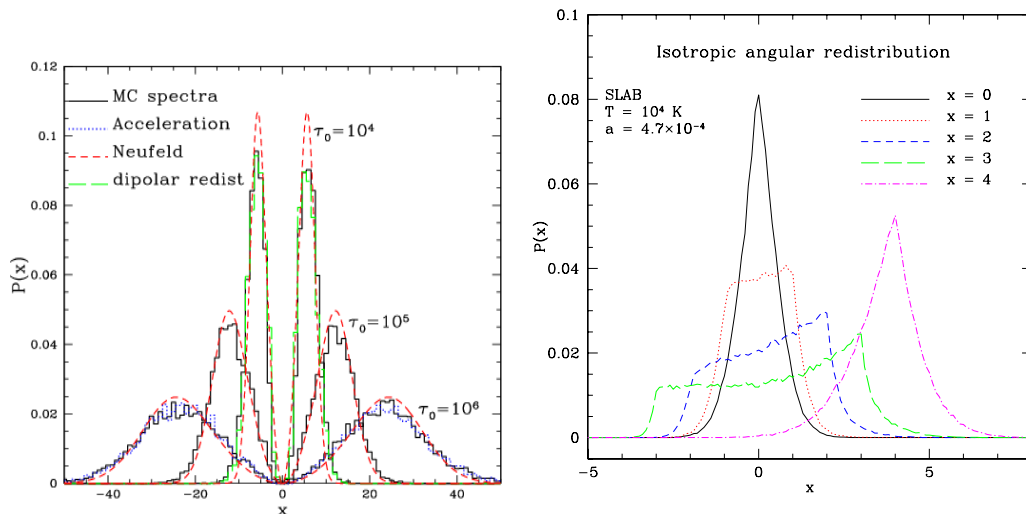 0.12
0.1
0.08
0.06
0.04
0.02
0
P(x)
MC spectra
Acceleration
Neufeld
dipolar redist
τ₀=10⁴
τ₀=10⁵
τ₀=10⁶
−40
−20
0
20
40
x
0.1
0.08
0.06
0.04
0.02
0
P(x)
Isotropic angular redistribution
SLAB
T = 10⁴ K
a = 4.7×10⁻⁴
x = 0
x = 1
x = 2
x = 3
x = 4
−5
0
5
x